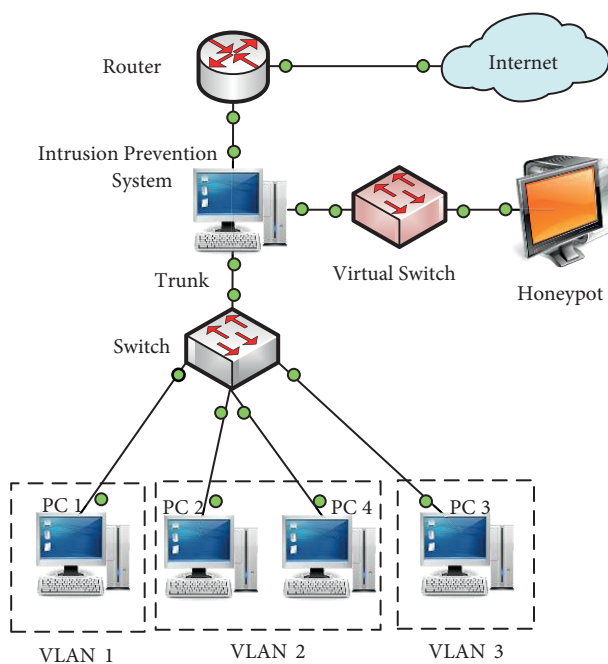 Router
Internet
Intrusion Prevention
System
Virtual Switch
Honeypot
Trunk
Switch
PC 1
PC 2
PC 4
PC 3
VLAN 1
VLAN 2
VLAN 3